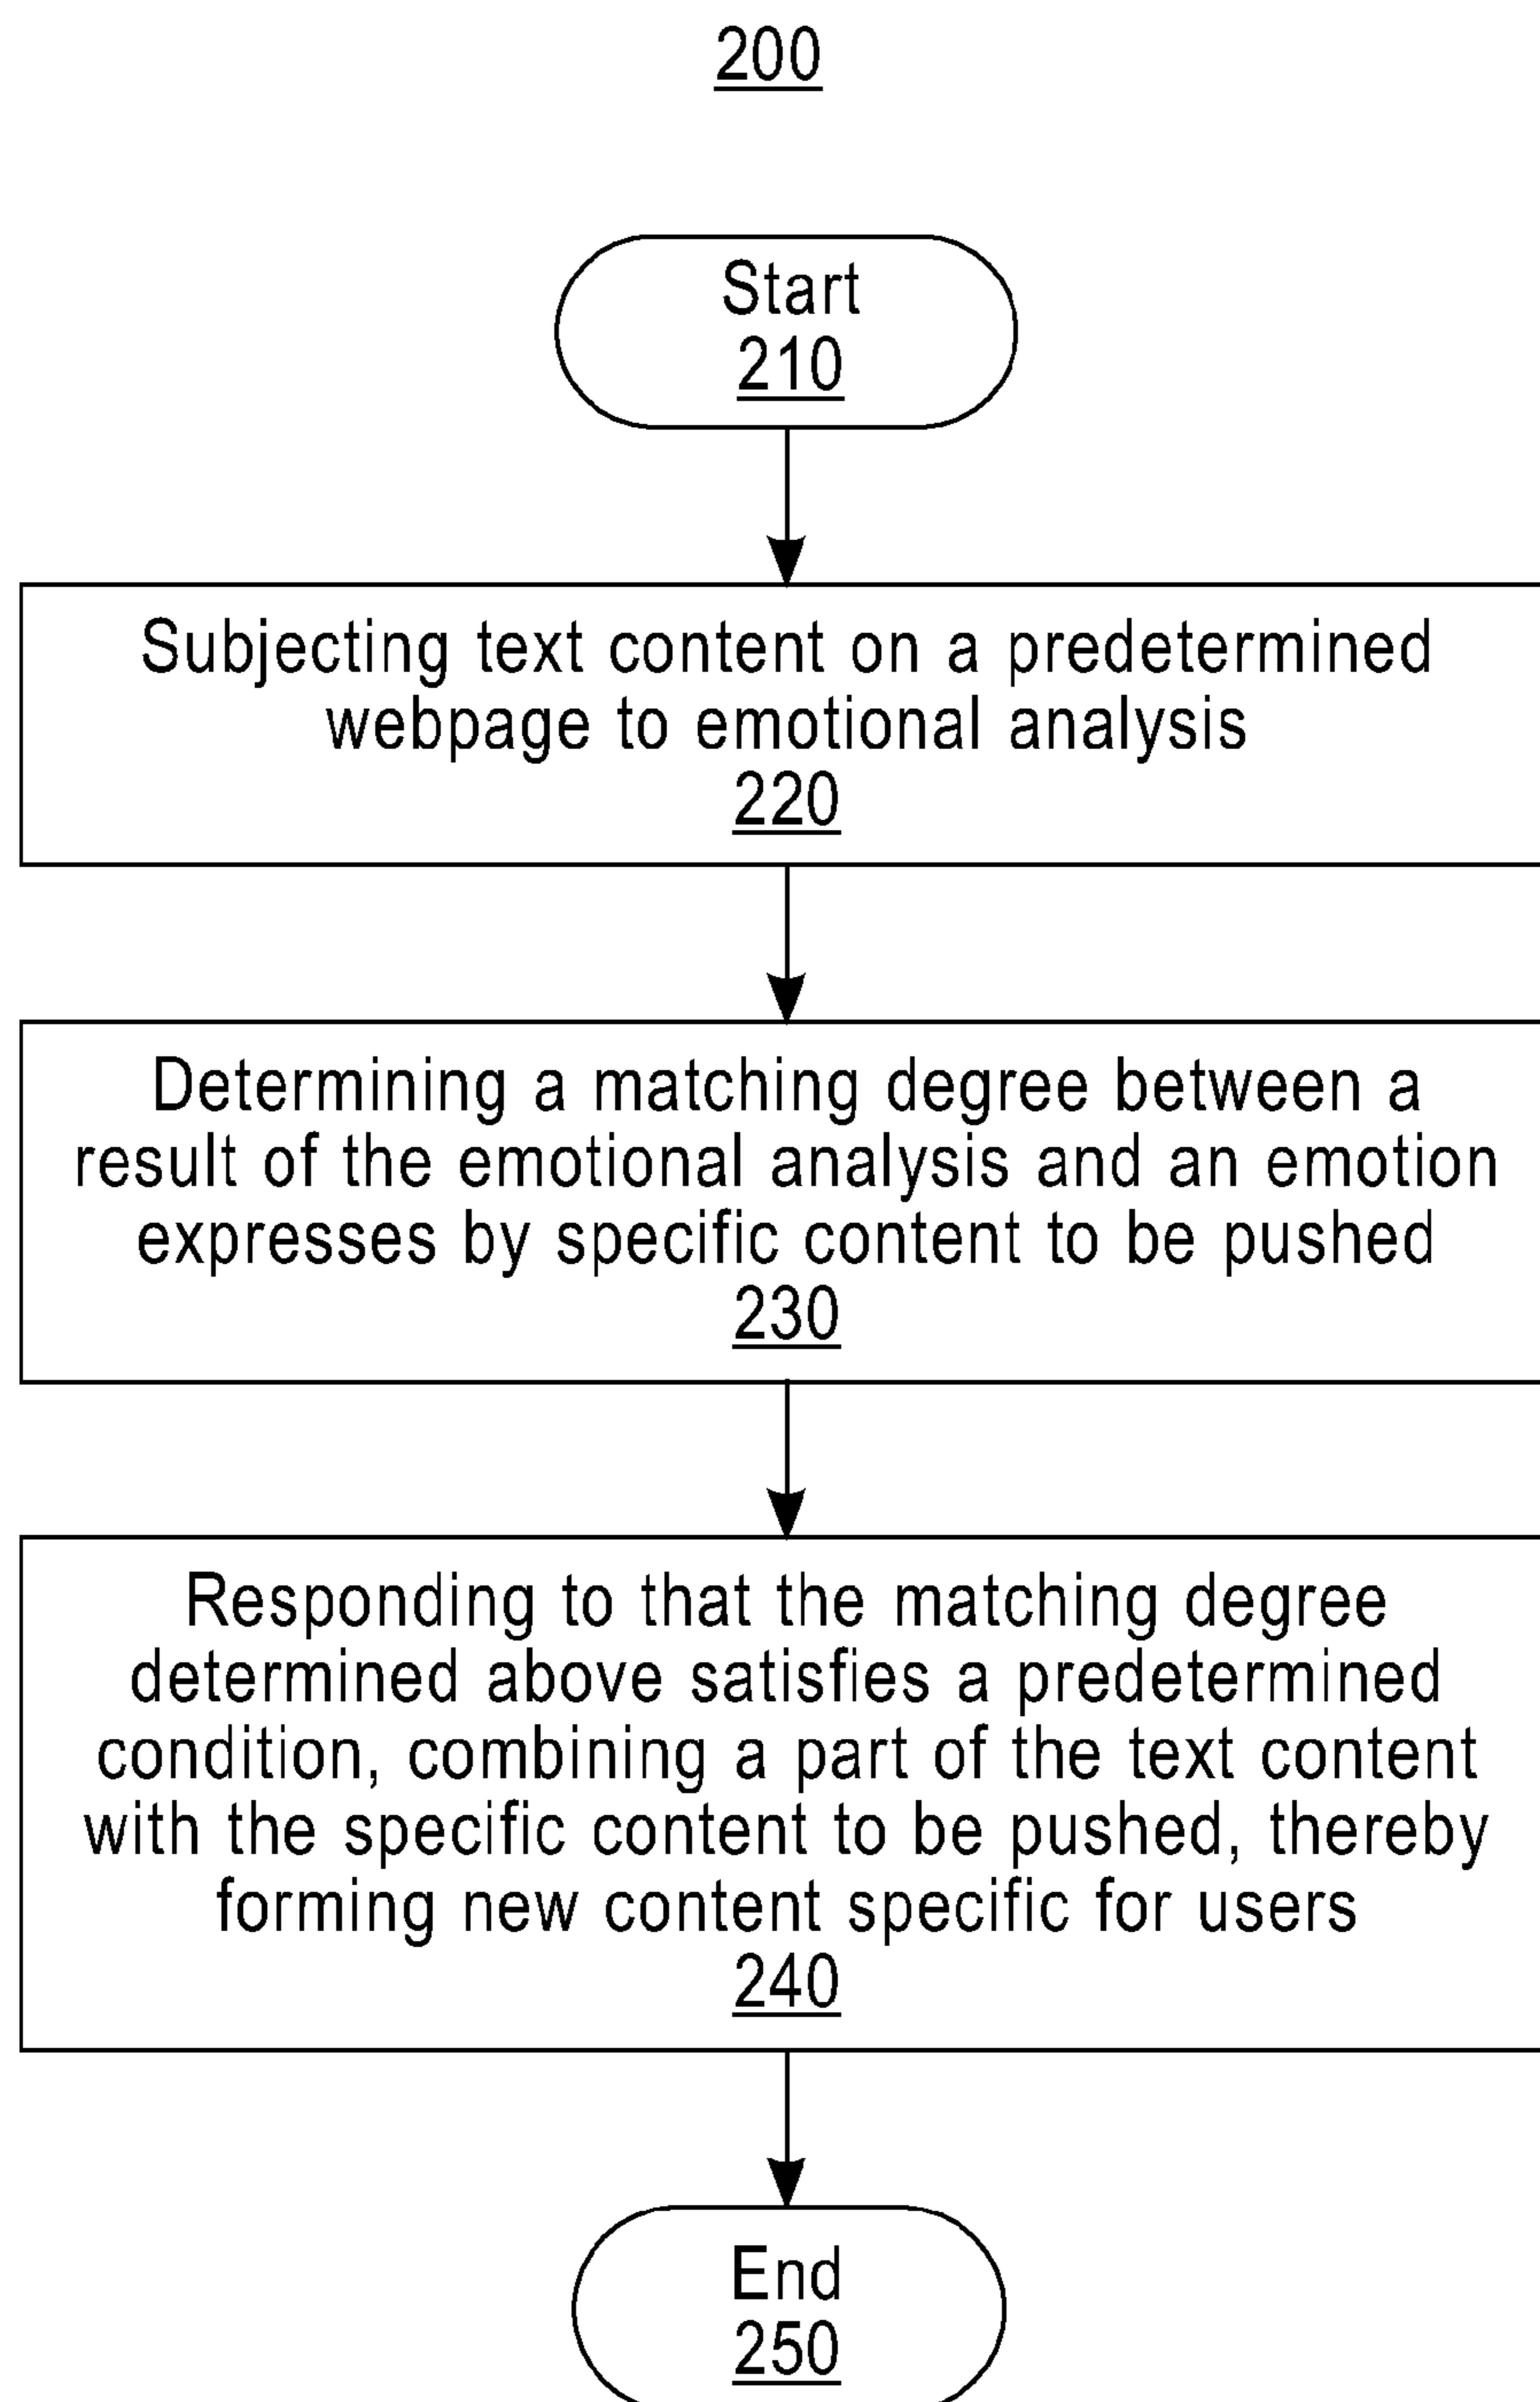 200
Start
210
Subjecting text content on a predetermined
webpage to emotional analysis
220
Determining a matching degree between a
result of the emotional analysis and an emotion
expresses by specific content to be pushed
230
Responding to that the matching degree
determined above satisfies a predetermined
condition, combining a part of the text content
with the specific content to be pushed, thereby
forming new content specific for users
240
End
250